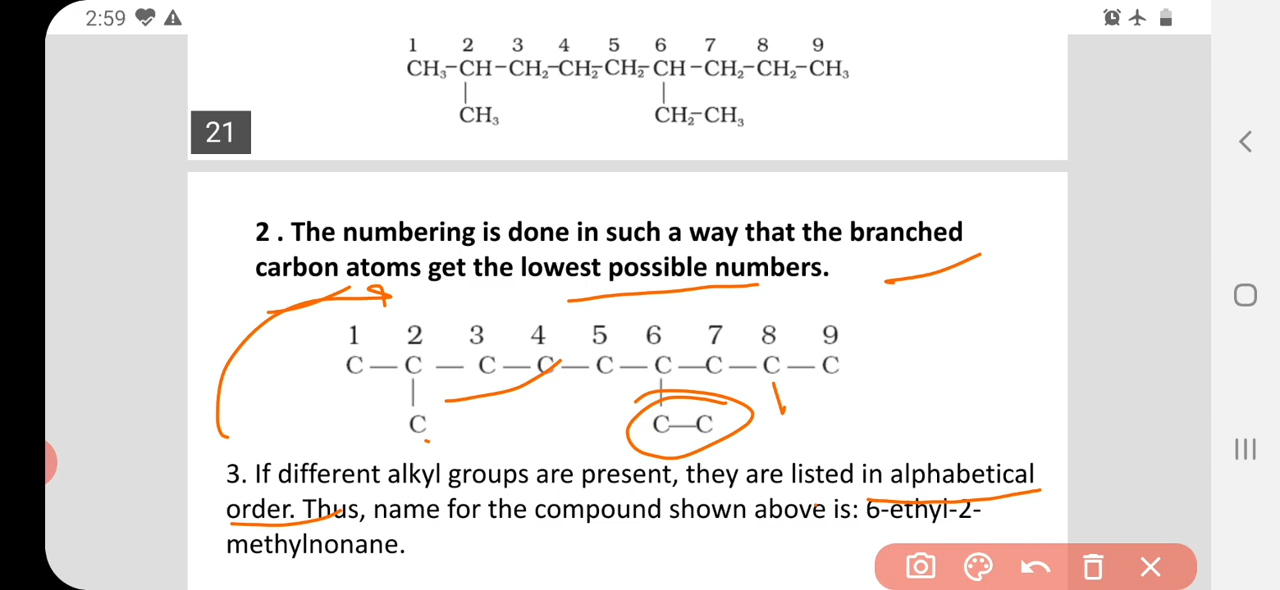 2:59
1 2 3 4 5 6 7 8 9
CH₃–CH–CH₂–CH₂–CH₂–CH–CH₂–CH₂–CH₃
| |
CH₃ CH₂–CH₃
21
2 . The numbering is done in such a way that the branched
carbon atoms get the lowest possible numbers.
1 2 3 4 5 6 7 8 9
C — C — C — C — C — C — C — C — C
| |
C C—C
3. If different alkyl groups are present, they are listed in alphabetical
order. Thus, name for the compound shown above is: 6-ethyl-2-
methylnonane.